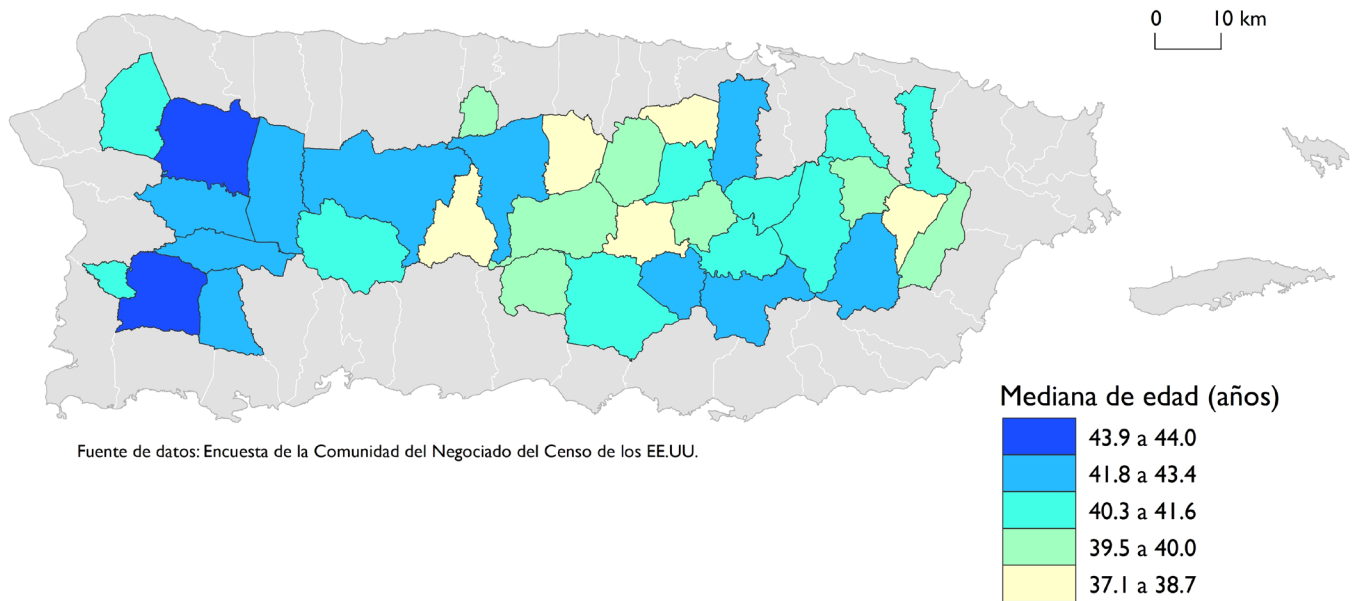 0 10 km
Mediana de edad (años)
43.9 a 44.0
41.8 a 43.4
40.3 a 41.6
39.5 a 40.0
37.1 a 38.7
Fuente de datos: Encuesta de la Comunidad del Negociado del Censo de los EE.UU.